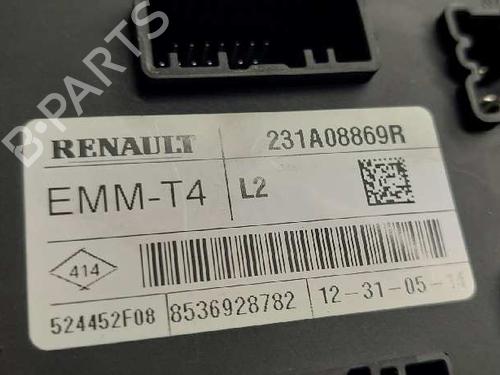 B-PARTS
RENAULT 231A08869R
EMM-T4 L2
414
524452F08 8536928782 12-31-05-14